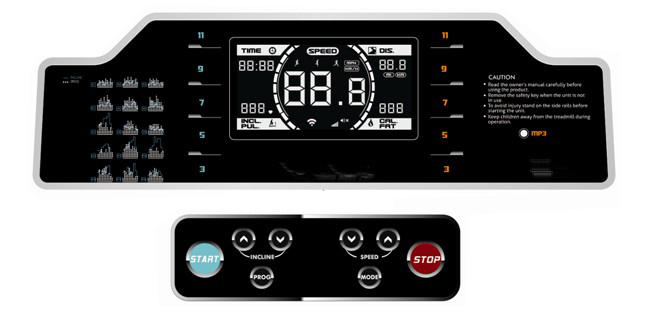 INCLINE
SPEED
11
9
7
5
3
TIME
SPEED
DIS.
88:88
88.8
88.8
888
888
INCL.
PUL.
CAL.
FAT
11
9
7
5
3
CAUTION
• Read the owner's manual carefully before
using the product.
• Remove the safety key when the unit is not
in use.
• To avoid injury stand on the side rails before
starting the unit.
• Keep children away from the treadmill during
operation.
MP3
START
INCLINE
PROG
SPEED
MODE
STOP